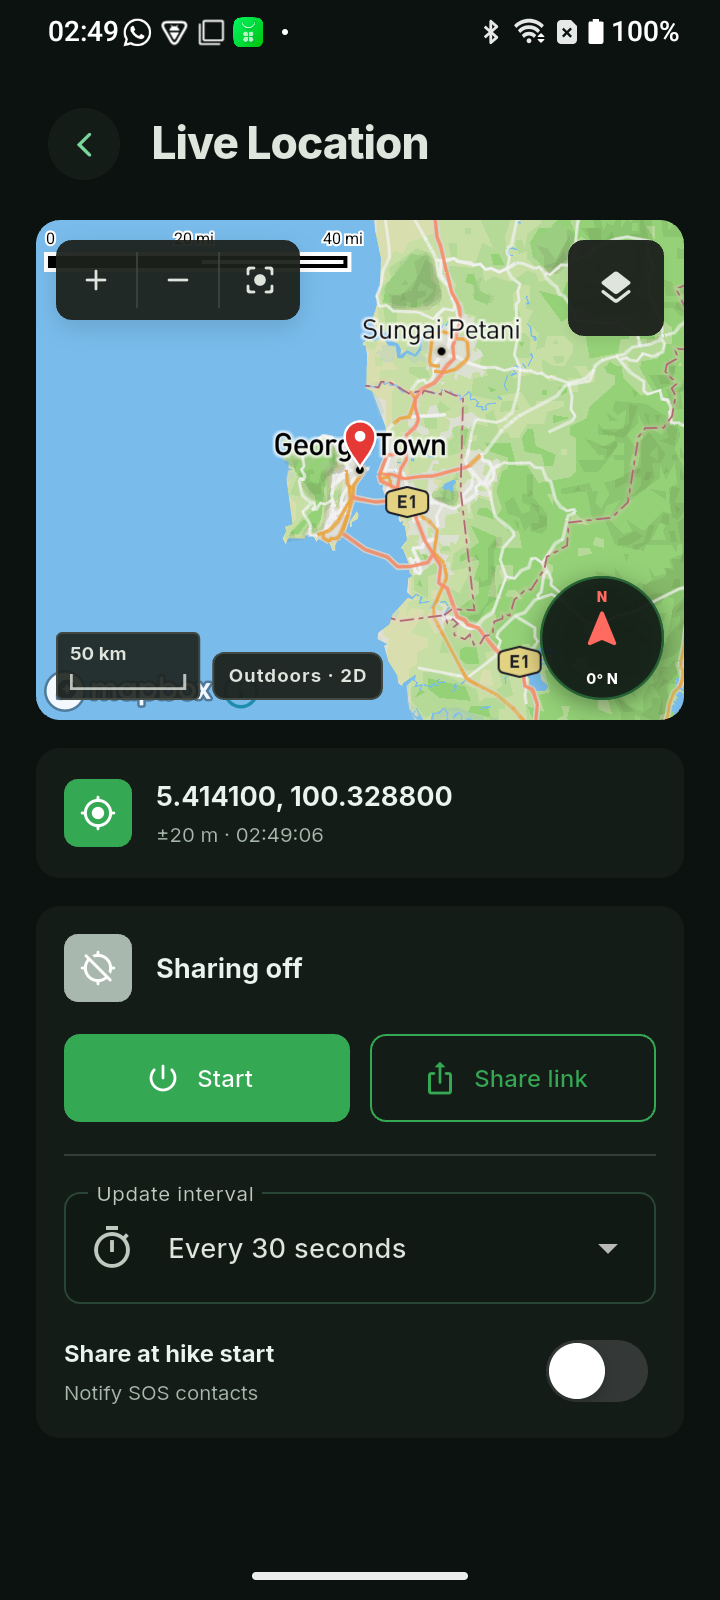 02:49
100%
Live Location
0 20 mi 40 mi
Sungai Petani
George Town
E1
E1
N
0° N
50 km
Outdoors · 2D
mapbox
5.414100, 100.328800
±20 m · 02:49:06
Sharing off
Start
Share link
Update interval
Every 30 seconds
Share at hike start
Notify SOS contacts